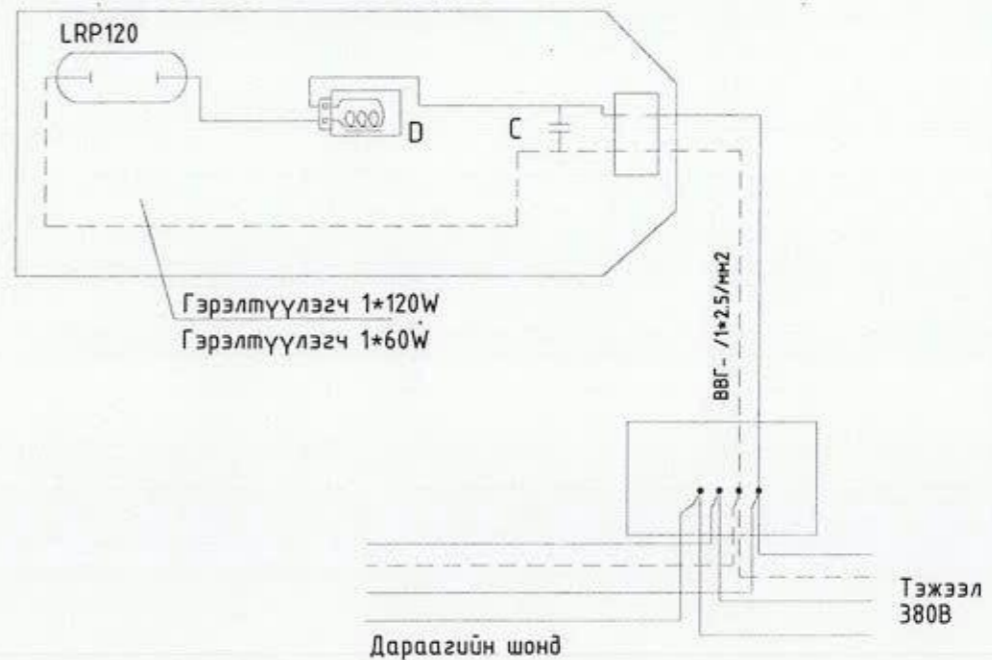 LRP120
D
C
Гэрэлтүүлэгч 1*120W
Гэрэлтүүлэгч 1*60W
ВВГ- /1*2.5/мм2
Тэжээл
380В
Дараагийн шонд